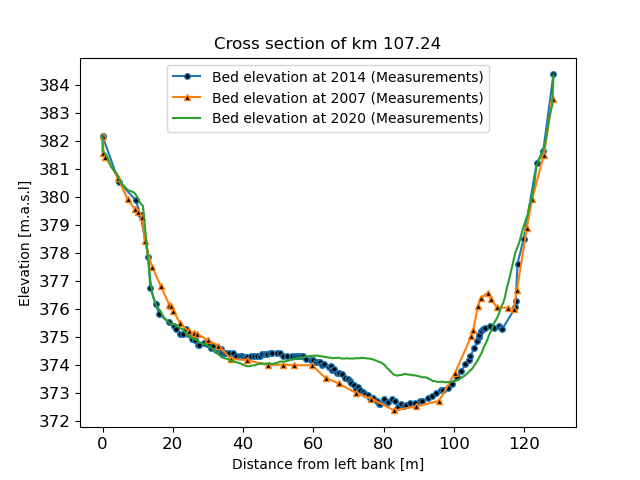 Cross section of km 107.24
Bed elevation at 2014 (Measurements)
Bed elevation at 2007 (Measurements)
Bed elevation at 2020 (Measurements)
Elevation [m.a.s.l]
384
383
382
381
380
379
378
377
376
375
374
373
372
0 20 40 60 80 100 120
Distance from left bank [m]